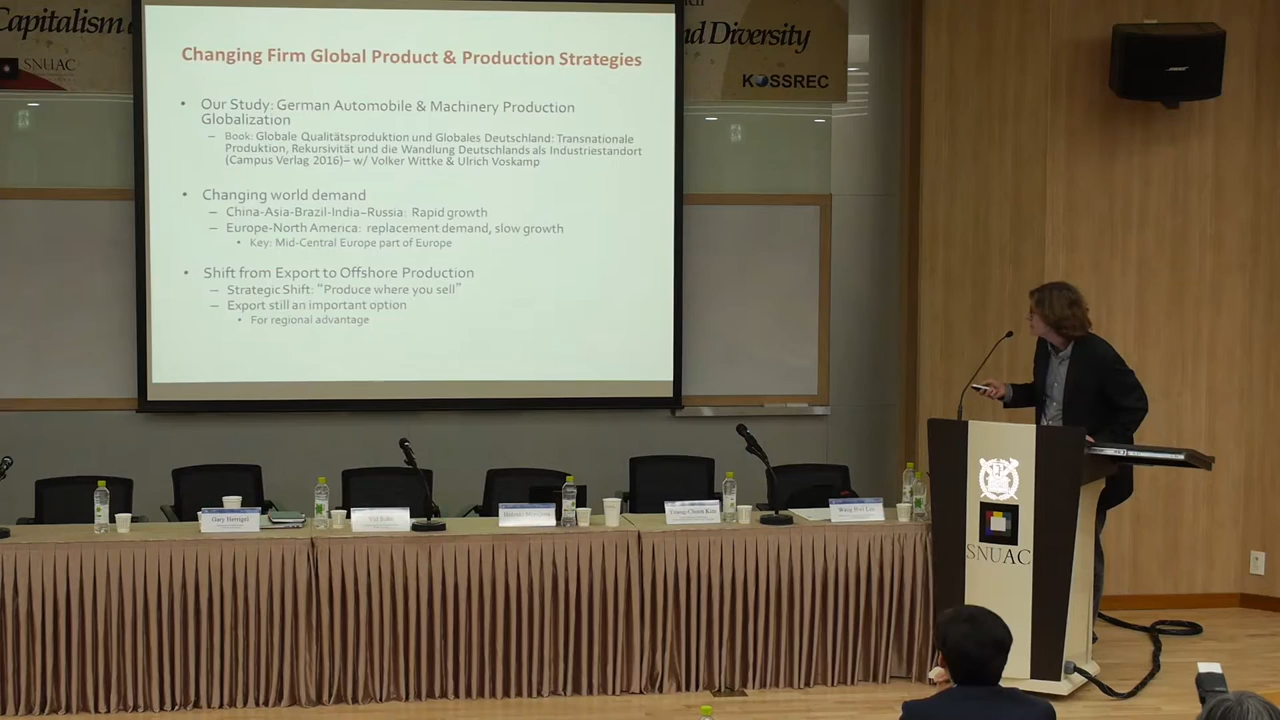 Capitalism
nd Diversity
SNUAC
KOSSREC
Changing Firm Global Product & Production Strategies
• Our Study: German Automobile & Machinery Production
Globalization
– Book: Globale Qualitätsproduktion und Globales Deutschland: Transnationale
Produktion, Rekursivität und die Wandlung Deutschlands als Industriestandort
(Campus Verlag 2016)– w/ Volker Wittke & Ulrich Voskamp
• Changing world demand
– China-Asia-Brazil-India–Russia: Rapid growth
– Europe-North America: replacement demand, slow growth
• Key: Mid-Central Europe part of Europe
• Shift from Export to Offshore Production
– Strategic Shift: “Produce where you sell”
– Export still an important option
• For regional advantage
BOSE
Gary Herrigel
Young-Choon Kim
SNUAC